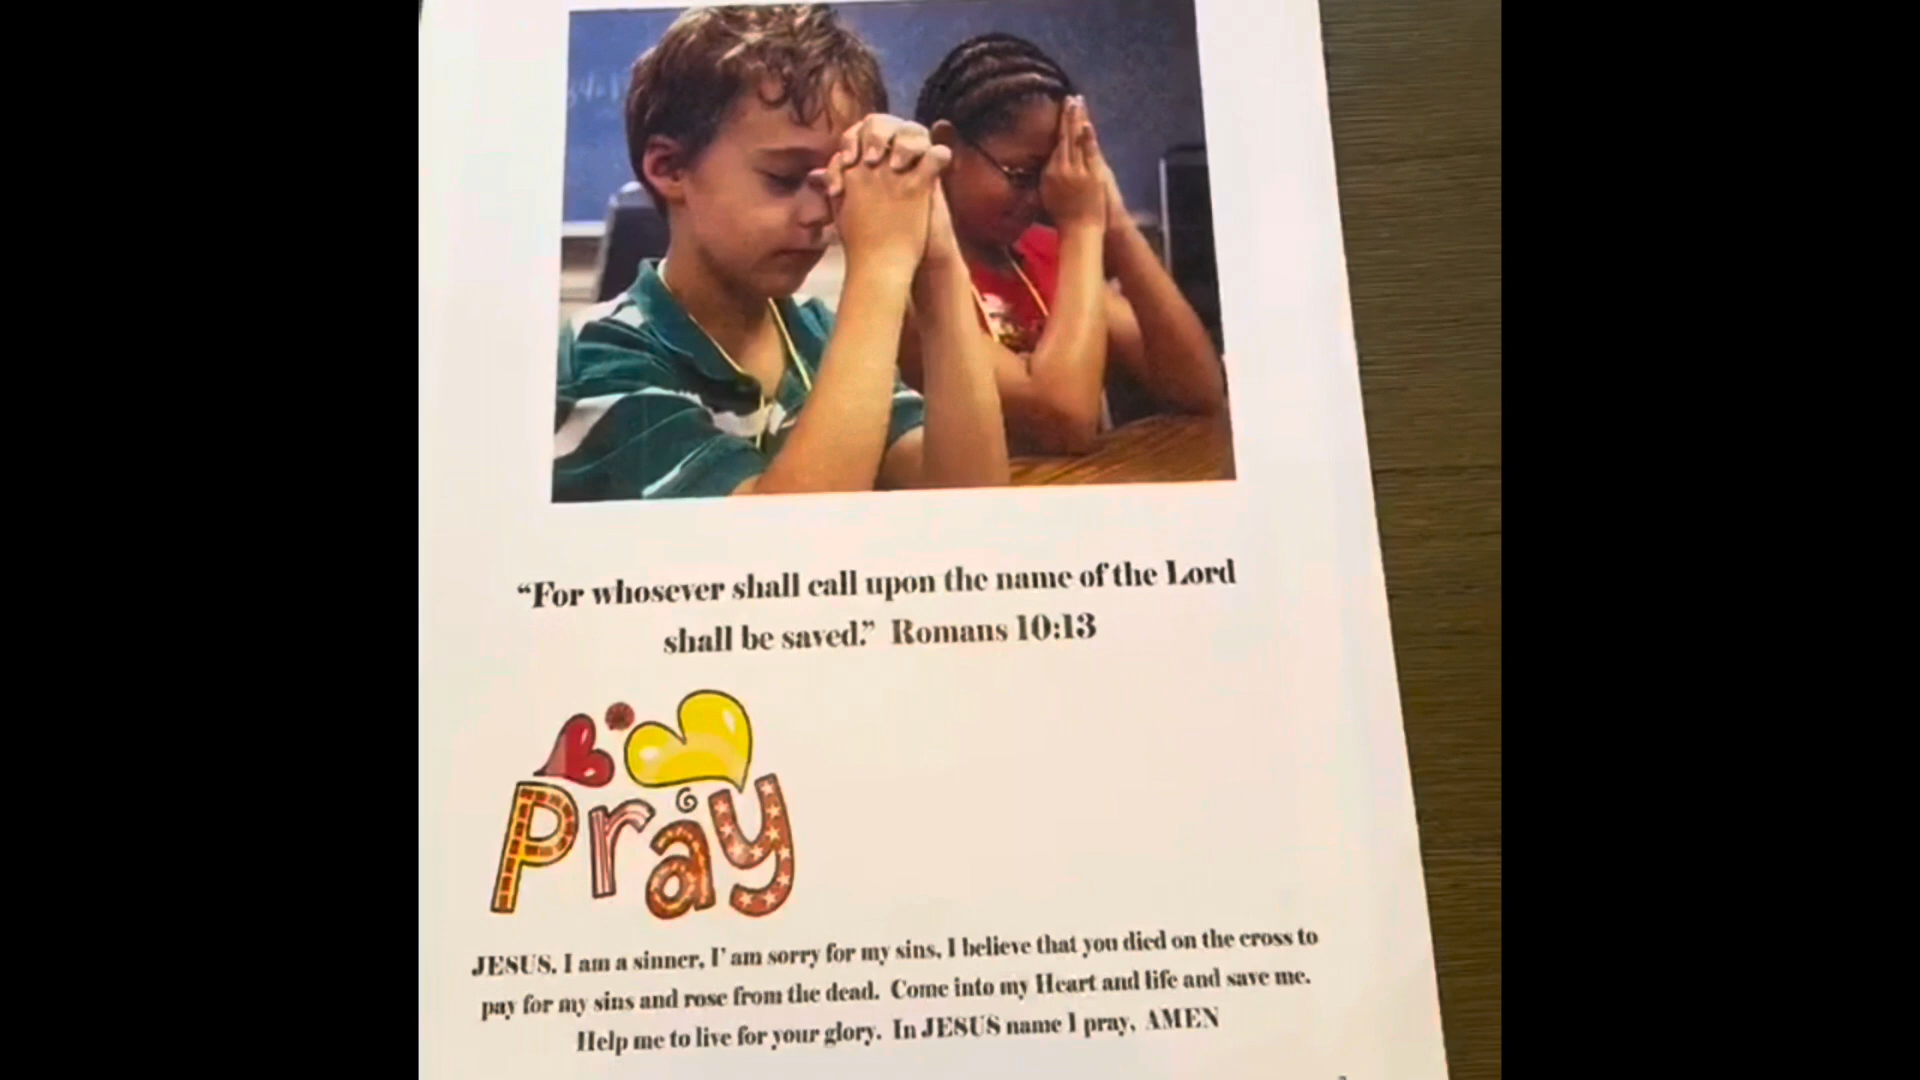 “For whosever shall call upon the name of the Lord
shall be saved.” Romans 10:13
Pray
JESUS, I am a sinner, I’ am sorry for my sins, I believe that you died on the cross to
pay for my sins and rose from the dead. Come into my Heart and life and save me.
Help me to live for your glory. In JESUS name I pray, AMEN